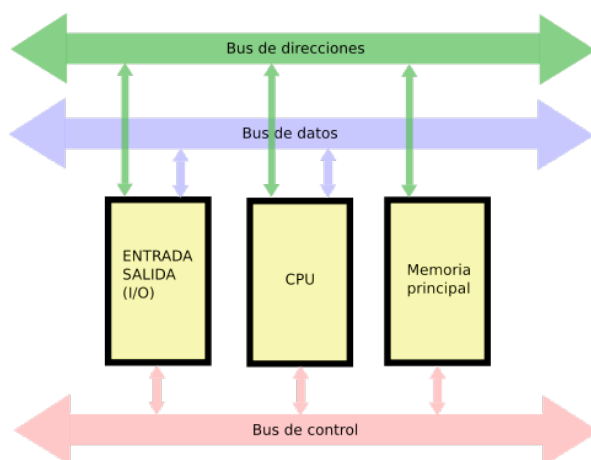 Bus de direcciones
Bus de datos
ENTRADA
SALIDA
(I/O)
CPU
Memoria
principal
Bus de control